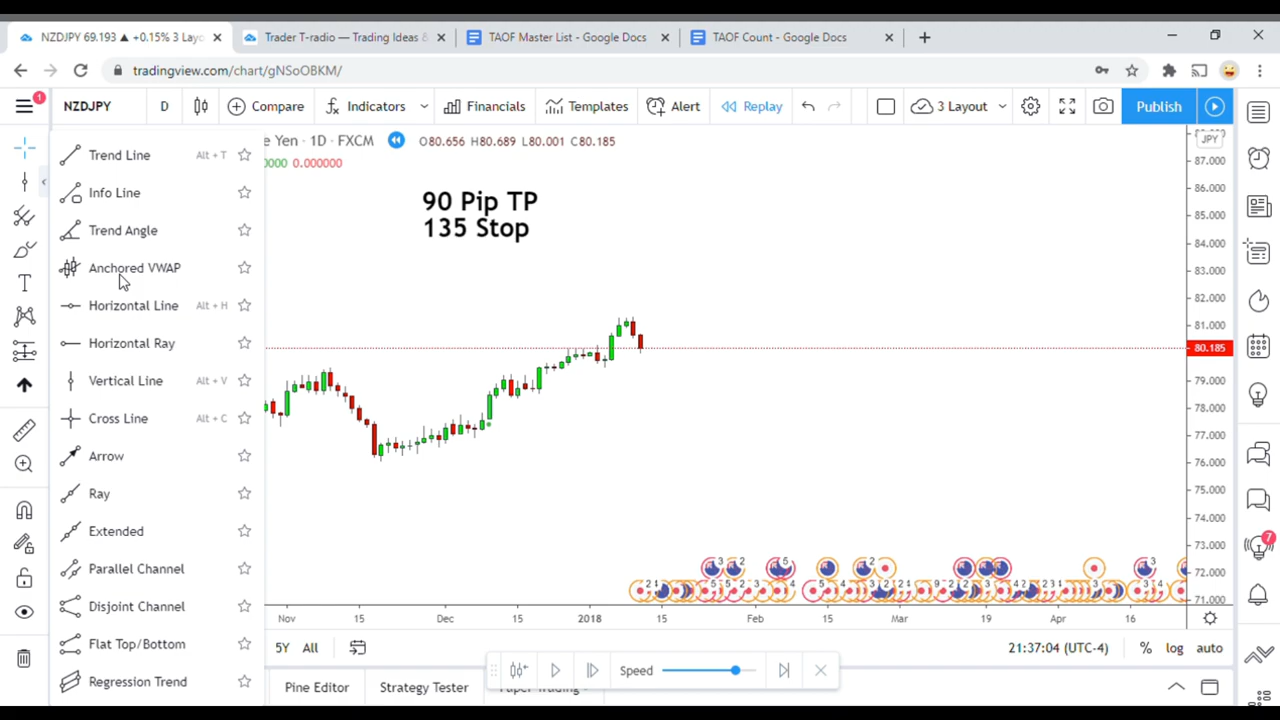 NZDJPY 69.193 ▲ +0.15% 3 Layo
Trader T-radio — Trading Ideas &
TAOF Master List - Google Docs
TAOF Count - Google Docs
tradingview.com/chart/gNSoOBKM/
1
NZDJPY
D
Compare
Indicators
Financials
Templates
Alert
Replay
3 Layout
Publish
e Yen · 1D · FXCM
O80.656 H80.689 L80.001 C80.185
0000 0.000000
90 Pip TP
135 Stop
Trend Line Alt + T
Info Line
Trend Angle
Anchored VWAP
Horizontal Line Alt + H
Horizontal Ray
Vertical Line Alt + V
Cross Line Alt + C
Arrow
Ray
Extended
Parallel Channel
Disjoint Channel
Flat Top/Bottom
Regression Trend
JPY
87.000
86.000
85.000
84.000
83.000
82.000
81.000
80.185
79.000
78.000
77.000
76.000
75.000
74.000
73.000
72.000
71.000
7
Nov 15 Dec 15 2018 15 Feb 15 Mar 19 Apr 16
5Y All
21:37:04 (UTC-4) % log auto
Speed
Pine Editor
Strategy Tester
Paper Trading